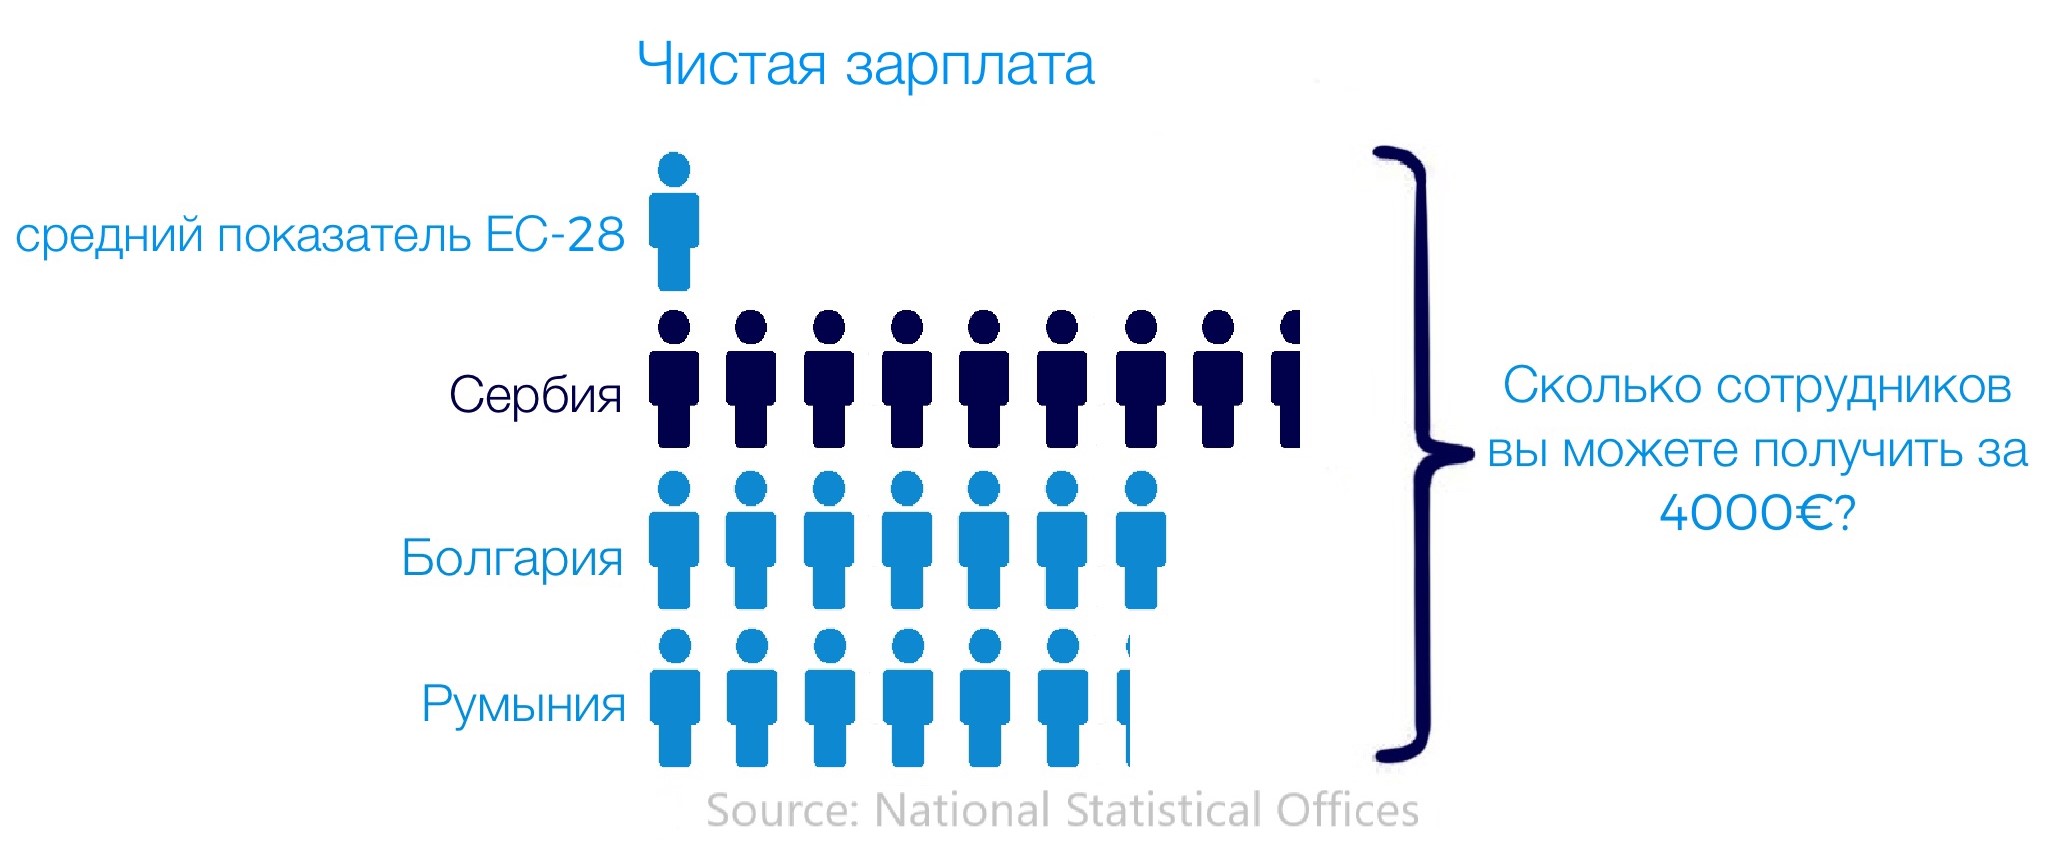 Чистая зарплата
средний показатель ЕС-28
Сербия
Болгария
Румыния
Сколько сотрудников
вы можете получить за
4000€?
Source: National Statistical Offices